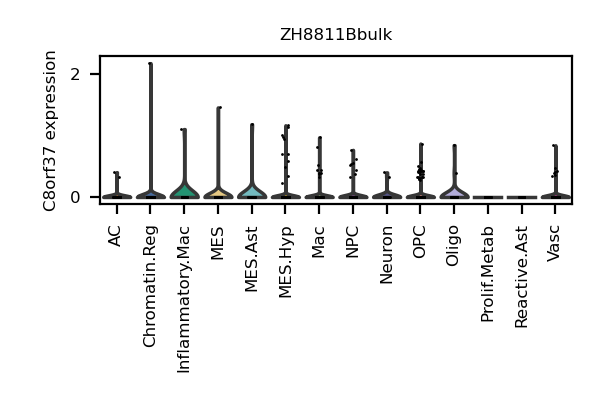 ZH8811Bbulk
C8orf37 expression
2
0
AC
Chromatin.Reg
Inflammatory.Mac
MES
MES.Ast
MES.Hyp
Mac
NPC
Neuron
OPC
Oligo
Prolif.Metab
Reactive.Ast
Vasc